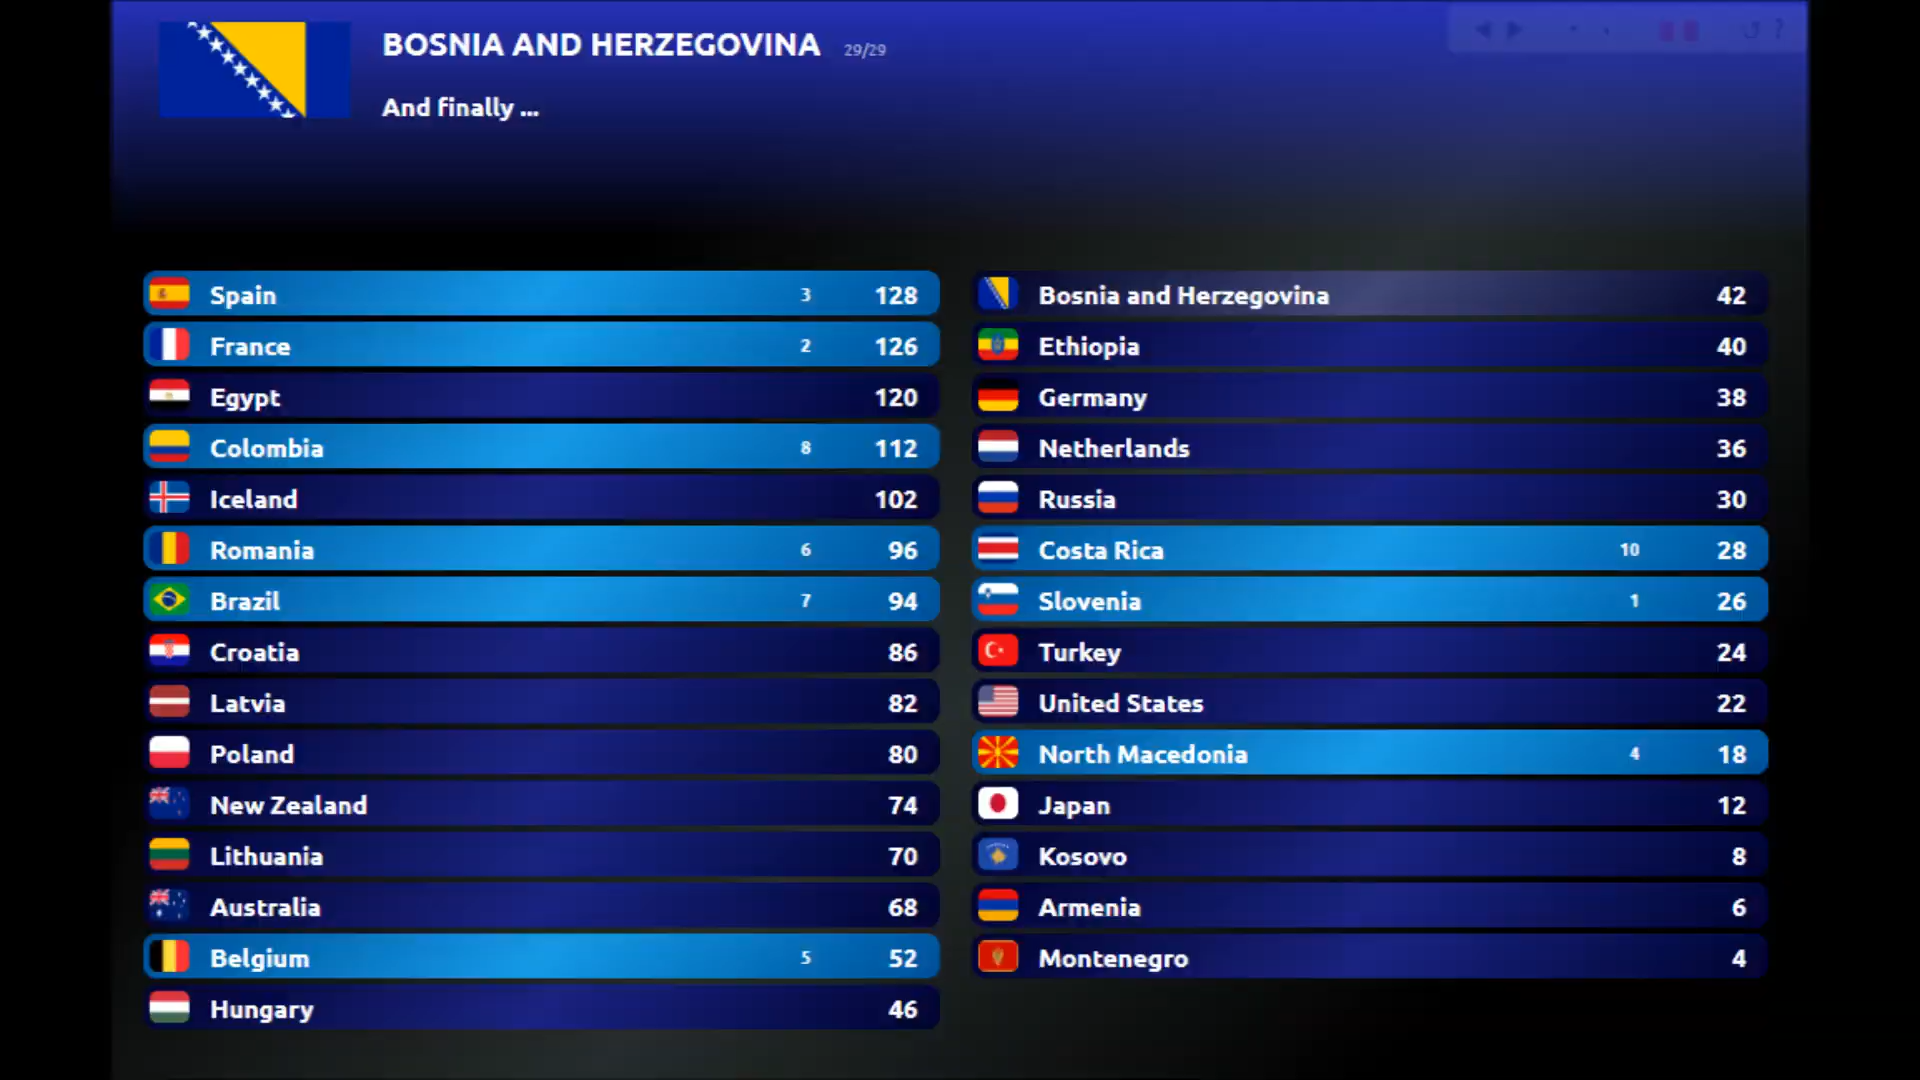 BOSNIA AND HERZEGOVINA 29/29
And finally ...
Spain 3 128
France 2 126
Egypt 120
Colombia 8 112
Iceland 102
Romania 6 96
Brazil 7 94
Croatia 86
Latvia 82
Poland 80
New Zealand 74
Lithuania 70
Australia 68
Belgium 5 52
Hungary 46
Bosnia and Herzegovina 42
Ethiopia 40
Germany 38
Netherlands 36
Russia 30
Costa Rica 10 28
Slovenia 1 26
Turkey 24
United States 22
North Macedonia 4 18
Japan 12
Kosovo 8
Armenia 6
Montenegro 4